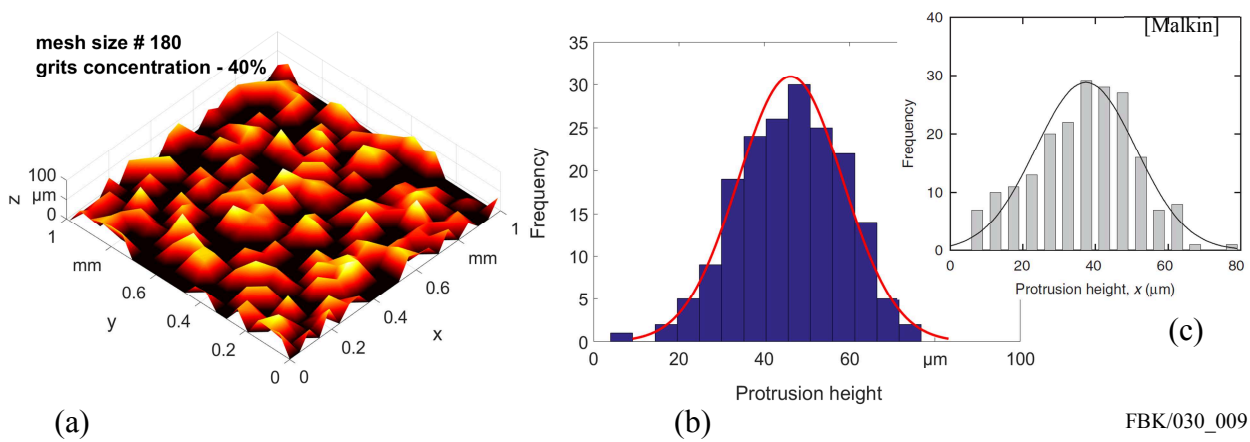 mesh size # 180
grits concentration - 40%
100
µm
0
z
1
mm
0.6
y
0.4
0.2
0
0
0.2
0.4
x
0.6
mm
1
(a)
35
30
25
20
15
10
5
0
Frequency
0
20
40
60
µm
100
Protrusion height
(b)
[Malkin]
40
30
20
10
0
Frequency
0
20
40
60
80
Protrusion height, x (µm)
(c)
FBK/030_009